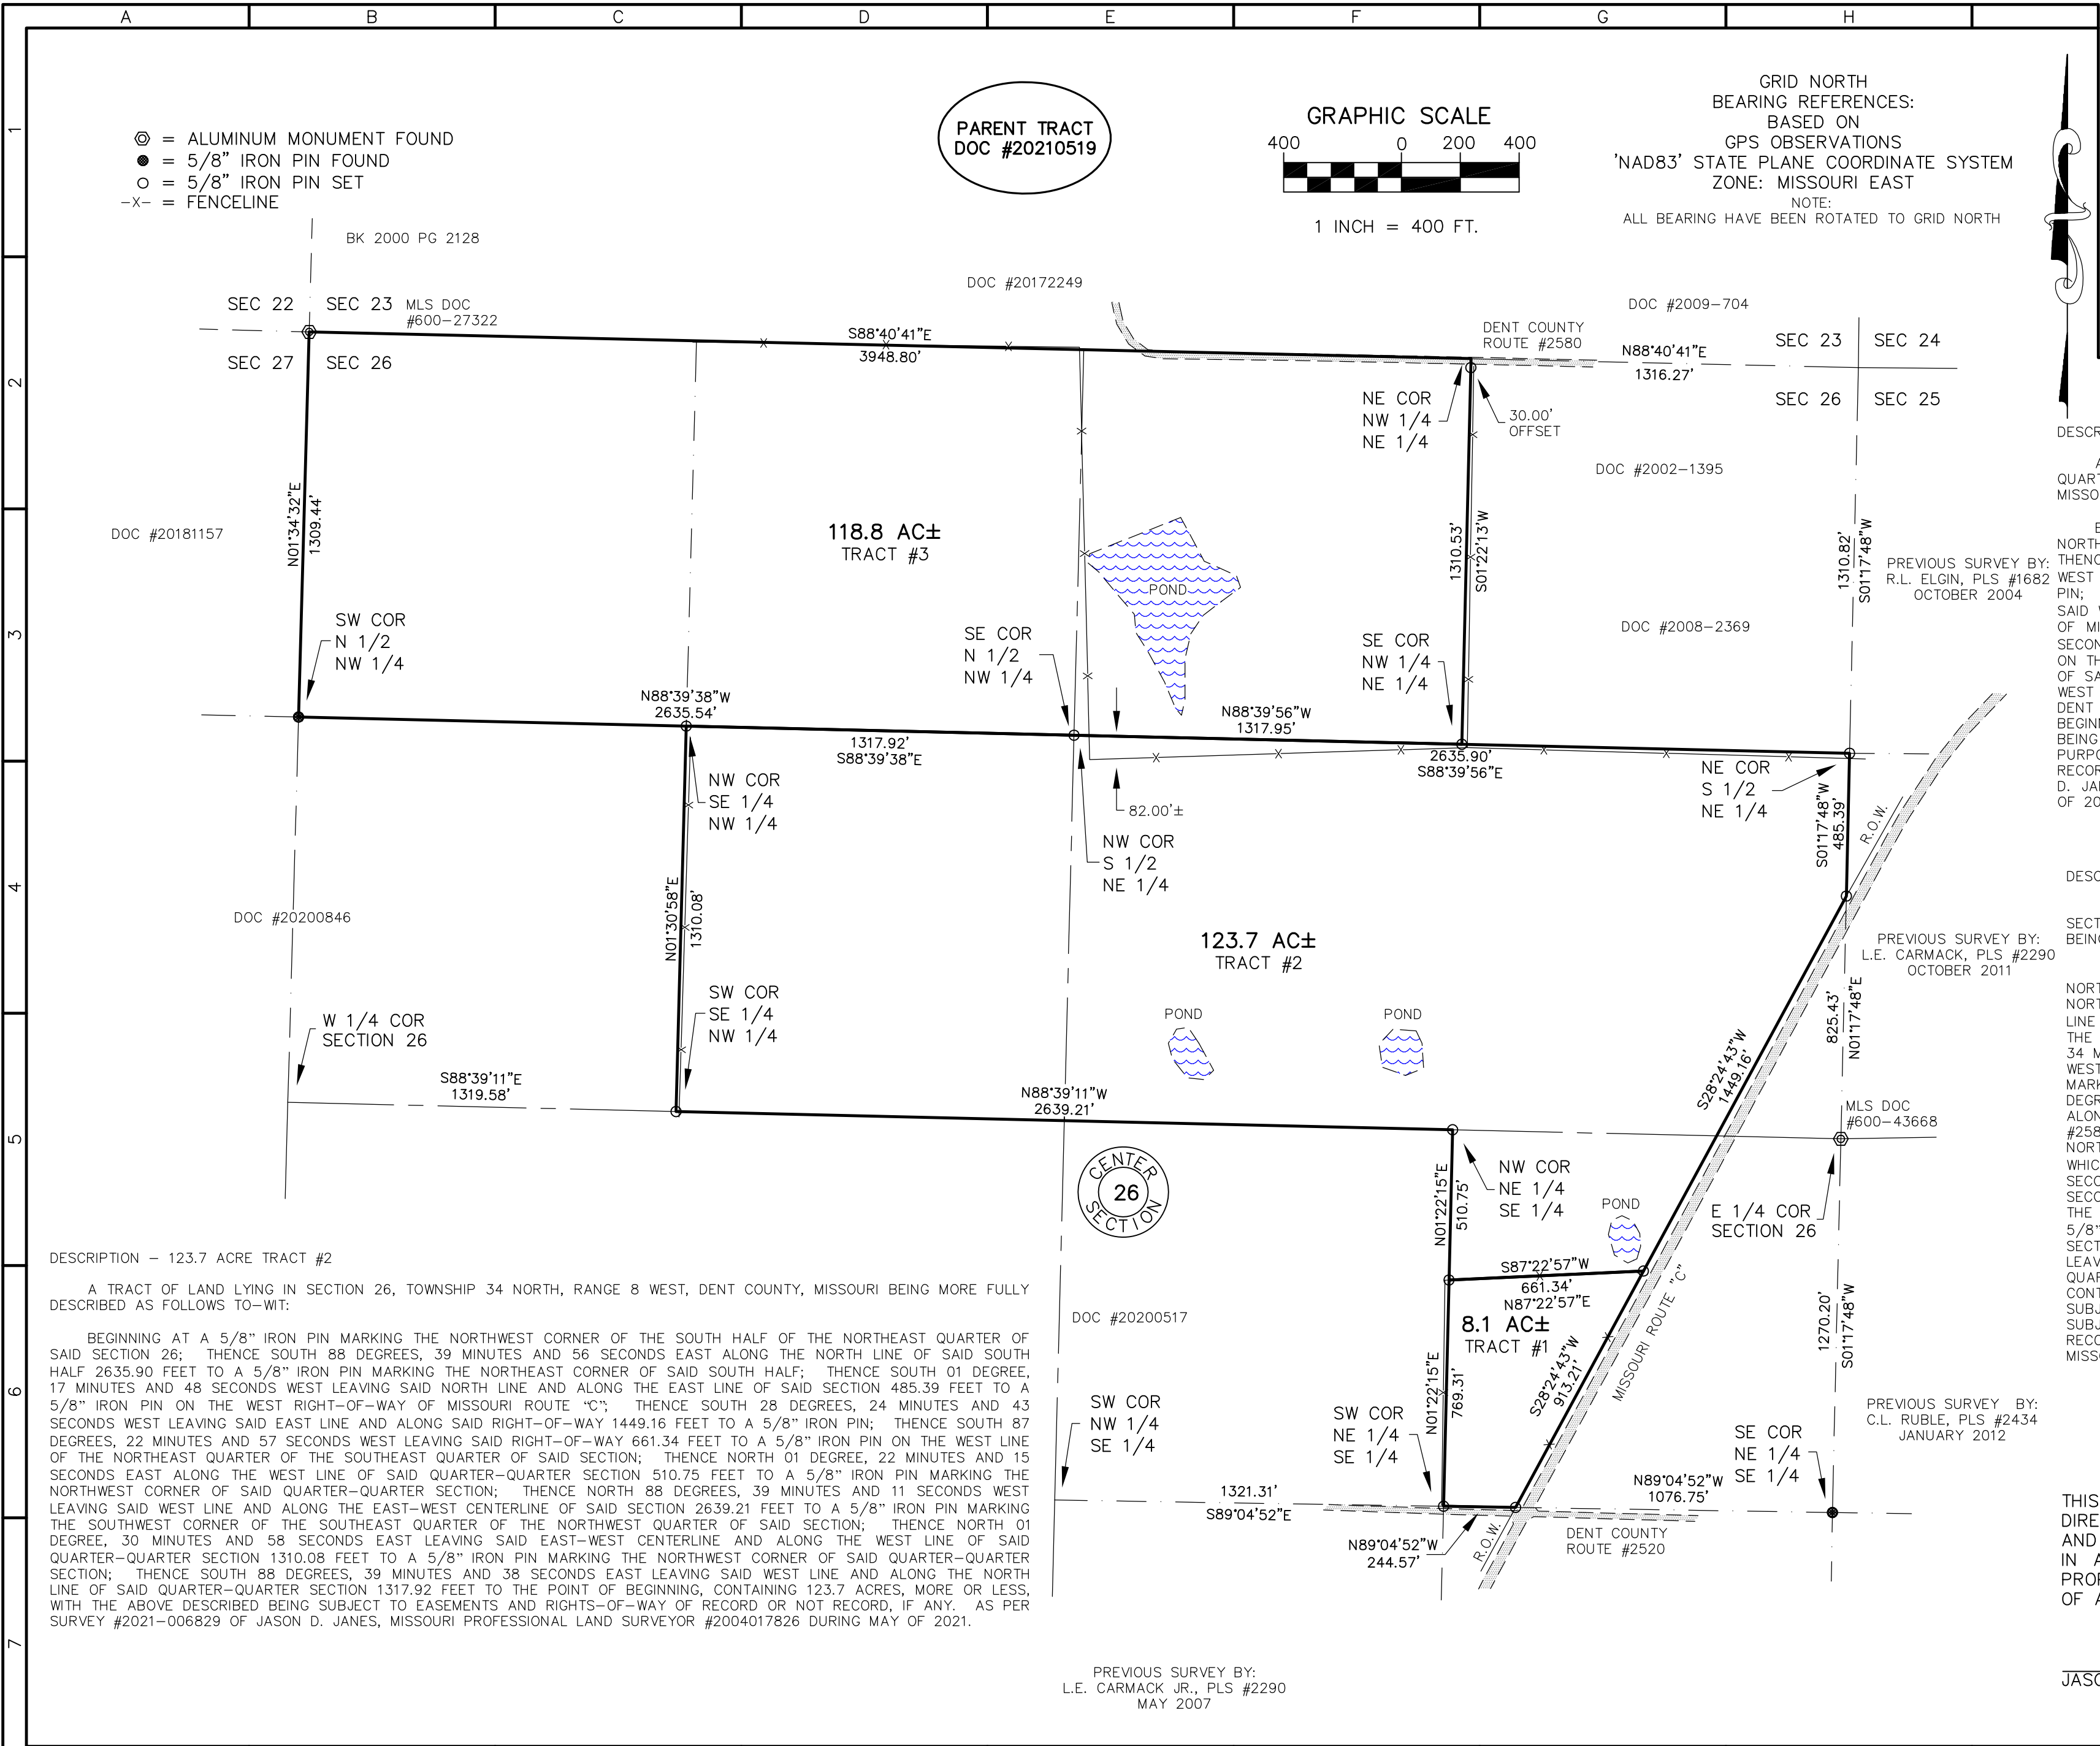 A B C D E F G H
1
2
3
4
5
6
7
= ALUMINUM MONUMENT FOUND
= 5/8" IRON PIN FOUND
= 5/8" IRON PIN SET
-X- = FENCELINE
PARENT TRACT
DOC #20210519
GRAPHIC SCALE
400 0 200 400
1 INCH = 400 FT.
GRID NORTH
BEARING REFERENCES:
BASED ON
GPS OBSERVATIONS
'NAD83' STATE PLANE COORDINATE SYSTEM
ZONE: MISSOURI EAST
NOTE:
ALL BEARING HAVE BEEN ROTATED TO GRID NORTH
BK 2000 PG 2128
SEC 22 SEC 23
MLS DOC
#600-27322
SEC 27 SEC 26
DOC #20172249
S88°40'41"E
3948.80'
DENT COUNTY
ROUTE #2580
DOC #2009-704
N88°40'41"E
1316.27'
SEC 23 SEC 24
SEC 26 SEC 25
NE COR
NW 1/4
NE 1/4
30.00'
OFFSET
DOC #2002-1395
DOC #20181157
N01°34'32"E
1309.44'
118.8 AC±
TRACT #3
POND
1310.53'
S01°22'13"W
1310.82'
S01°17'48"W
PREVIOUS SURVEY BY:
R.L. ELGIN, PLS #1682
OCTOBER 2004
DOC #2008-2369
SW COR
N 1/2
NW 1/4
SE COR
N 1/2
NW 1/4
SE COR
NW 1/4
NE 1/4
N88°39'38"W
2635.54'
1317.92'
S88°39'38"E
N88°39'56"W
1317.95'
2635.90'
S88°39'56"E
NW COR
SE 1/4
NW 1/4
82.00'±
NW COR
S 1/2
NE 1/4
NE COR
S 1/2
NE 1/4
S01°17'48"W
485.39'
R.O.W.
DOC #20200846
N01°30'58"E
1310.08'
123.7 AC±
TRACT #2
PREVIOUS SURVEY BY:
L.E. CARMACK, PLS #2290
OCTOBER 2011
SW COR
SE 1/4
NW 1/4
POND
POND
825.43'
N01°17'48"E
W 1/4 COR
SECTION 26
S88°39'11"E
1319.58'
N88°39'11"W
2639.21'
S28°24'43"W
1449.16'
MLS DOC
#600-43668
CENTER
26
SECTION
N01°22'15"E
510.75'
NW COR
NE 1/4
SE 1/4
POND
E 1/4 COR
SECTION 26
S87°22'57"W
661.34'
N87°22'57"E
8.1 AC±
TRACT #1
DOC #20200517
N01°22'15"E
769.31'
S28°24'43"W
913.21'
MISSOURI ROUTE "C"
1270.20'
S01°17'48"W
SW COR
NW 1/4
SE 1/4
SW COR
NE 1/4
SE 1/4
SE COR
NE 1/4
SE 1/4
PREVIOUS SURVEY BY:
C.L. RUBLE, PLS #2434
JANUARY 2012
1321.31'
S89°04'52"E
N89°04'52"W
1076.75'
N89°04'52"W
244.57'
R.O.W.
DENT COUNTY
ROUTE #2520
DESCRIPTION - 123.7 ACRE TRACT #2
A TRACT OF LAND LYING IN SECTION 26, TOWNSHIP 34 NORTH, RANGE 8 WEST, DENT COUNTY, MISSOURI BEING MORE FULLY
DESCRIBED AS FOLLOWS TO-WIT:
BEGINNING AT A 5/8" IRON PIN MARKING THE NORTHWEST CORNER OF THE SOUTH HALF OF THE NORTHEAST QUARTER OF
SAID SECTION 26; THENCE SOUTH 88 DEGREES, 39 MINUTES AND 56 SECONDS EAST ALONG THE NORTH LINE OF SAID SOUTH
HALF 2635.90 FEET TO A 5/8" IRON PIN MARKING THE NORTHEAST CORNER OF SAID SOUTH HALF; THENCE SOUTH 01 DEGREE,
17 MINUTES AND 48 SECONDS WEST LEAVING SAID NORTH LINE AND ALONG THE EAST LINE OF SAID SECTION 485.39 FEET TO A
5/8" IRON PIN ON THE WEST RIGHT-OF-WAY OF MISSOURI ROUTE "C"; THENCE SOUTH 28 DEGREES, 24 MINUTES AND 43
SECONDS WEST LEAVING SAID EAST LINE AND ALONG SAID RIGHT-OF-WAY 1449.16 FEET TO A 5/8" IRON PIN; THENCE SOUTH 87
DEGREES, 22 MINUTES AND 57 SECONDS WEST LEAVING SAID RIGHT-OF-WAY 661.34 FEET TO A 5/8" IRON PIN ON THE WEST LINE
OF THE NORTHEAST QUARTER OF THE SOUTHEAST QUARTER OF SAID SECTION; THENCE NORTH 01 DEGREE, 22 MINUTES AND 15
SECONDS EAST ALONG THE WEST LINE OF SAID QUARTER-QUARTER SECTION 510.75 FEET TO A 5/8" IRON PIN MARKING THE
NORTHWEST CORNER OF SAID QUARTER-QUARTER SECTION; THENCE NORTH 88 DEGREES, 39 MINUTES AND 11 SECONDS WEST
LEAVING SAID WEST LINE AND ALONG THE EAST-WEST CENTERLINE OF SAID SECTION 2639.21 FEET TO A 5/8" IRON PIN MARKING
THE SOUTHWEST CORNER OF THE SOUTHEAST QUARTER OF THE NORTHWEST QUARTER OF SAID SECTION; THENCE NORTH 01
DEGREE, 30 MINUTES AND 58 SECONDS EAST LEAVING SAID EAST-WEST CENTERLINE AND ALONG THE WEST LINE OF SAID
QUARTER-QUARTER SECTION 1310.08 FEET TO A 5/8" IRON PIN MARKING THE NORTHWEST CORNER OF SAID QUARTER-QUARTER
SECTION; THENCE SOUTH 88 DEGREES, 39 MINUTES AND 38 SECONDS EAST LEAVING SAID WEST LINE AND ALONG THE NORTH
LINE OF SAID QUARTER-QUARTER SECTION 1317.92 FEET TO THE POINT OF BEGINNING, CONTAINING 123.7 ACRES, MORE OR LESS,
WITH THE ABOVE DESCRIBED BEING SUBJECT TO EASEMENTS AND RIGHTS-OF-WAY OF RECORD OR NOT RECORD, IF ANY. AS PER
SURVEY #2021-006829 OF JASON D. JANES, MISSOURI PROFESSIONAL LAND SURVEYOR #2004017826 DURING MAY OF 2021.
PREVIOUS SURVEY BY:
L.E. CARMACK JR., PLS #2290
MAY 2007
THENC
WEST
PIN;
SAID
ON TH
OF SA
WEST
DENT
BEING
D. JA
OF 20
BEING
LINE
THE
34 M
WEST
#258
THE
5/8"
THIS
AND
IN A
OF A